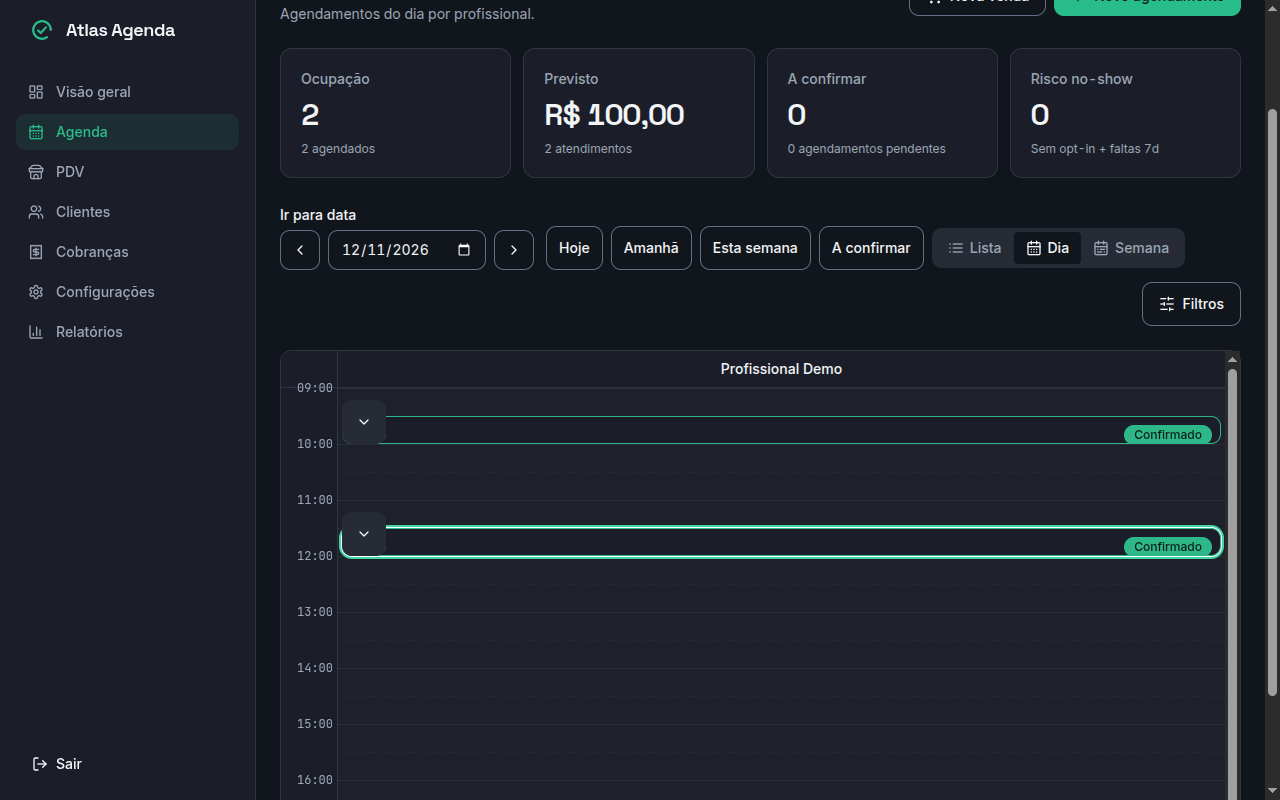 Atlas Agenda
Visão geral
Agenda
PDV
Clientes
Cobranças
Configurações
Relatórios
Sair
Agendamentos do dia por profissional.
Ocupação
2
2 agendados
Previsto
R$ 100,00
2 atendimentos
A confirmar
0
0 agendamentos pendentes
Risco no-show
0
Sem opt-in + faltas 7d
Ir para data
12/11/2026
Hoje
Amanhã
Esta semana
A confirmar
Lista
Dia
Semana
Filtros
Profissional Demo
09:00
Confirmado
10:00
11:00
Confirmado
12:00
13:00
14:00
15:00
16:00